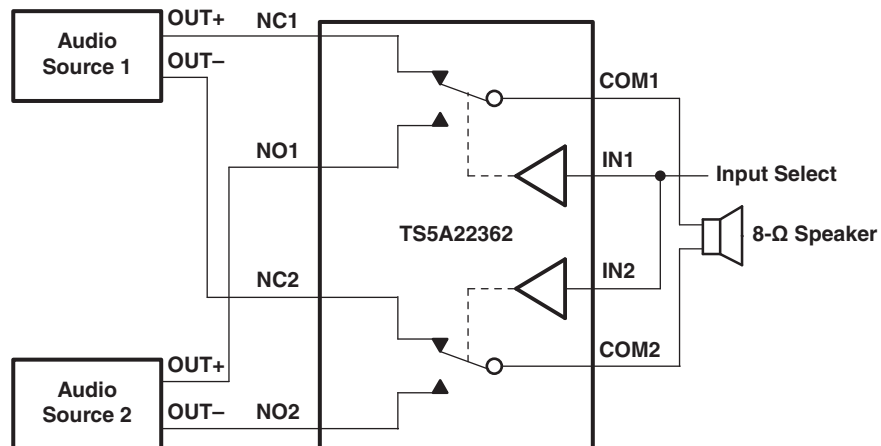 OUT+
NC1
Audio
Source 1
OUT–
COM1
NO1
IN1
Input Select
TS5A22362
8-Ω Speaker
IN2
NC2
COM2
OUT+
Audio
Source 2
OUT–
NO2